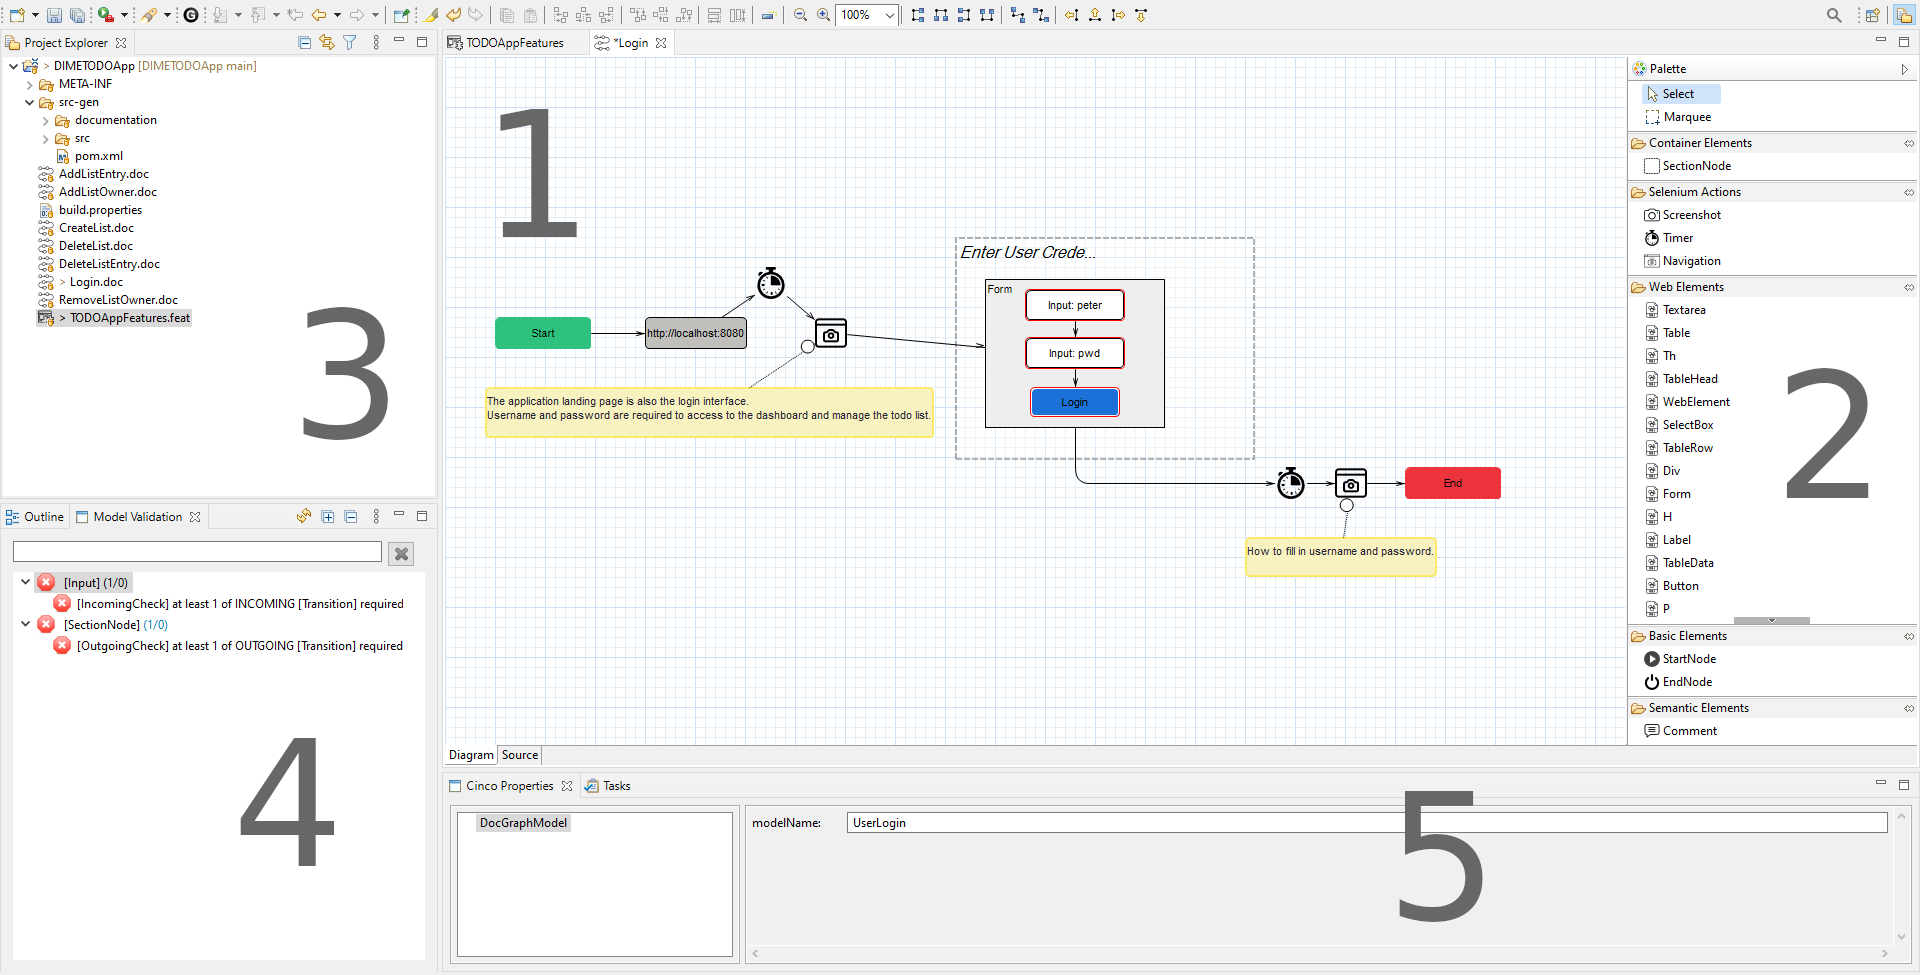 100%
Project Explorer
> DIMETODOApp [DIMETODOApp main]
META-INF
src-gen
documentation
src
pom.xml
AddListEntry.doc
AddListOwner.doc
build.properties
CreateList.doc
DeleteList.doc
DeleteListEntry.doc
> Login.doc
RemoveListOwner.doc
> TODOAppFeatures.feat
3
Outline
Model Validation
[Input] (1/0)
[IncomingCheck] at least 1 of INCOMING [Transition] required
[SectionNode] (1/0)
[OutgoingCheck] at least 1 of OUTGOING [Transition] required
4
TODOAppFeatures
*Login
1
Start
http://localhost:8080
The application landing page is also the login interface.
Username and password are required to access to the dashboard and manage the todo list.
Enter User Crede...
Form
Input: peter
Input: pwd
Login
End
How to fill in username and password.
Diagram
Source
Palette
Select
Marquee
Container Elements
SectionNode
Selenium Actions
Screenshot
Timer
Navigation
Web Elements
Textarea
Table
Th
TableHead
WebElement
SelectBox
TableRow
Div
Form
H
Label
TableData
Button
P
2
Basic Elements
StartNode
EndNode
Semantic Elements
Comment
Cinco Properties
Tasks
DocGraphModel
modelName:
UserLogin
5